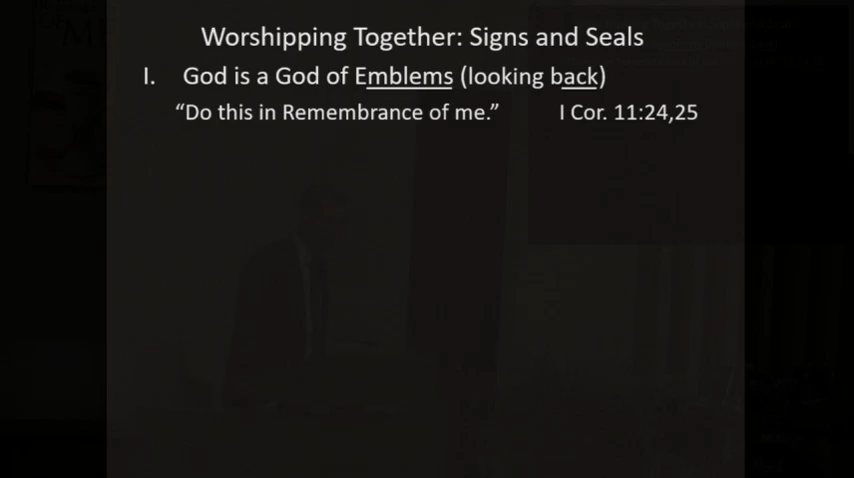 Worshipping Together: Signs and Seals
I. God is a God of Emblems (looking back)
“Do this in Remembrance of me.” I Cor. 11:24,25